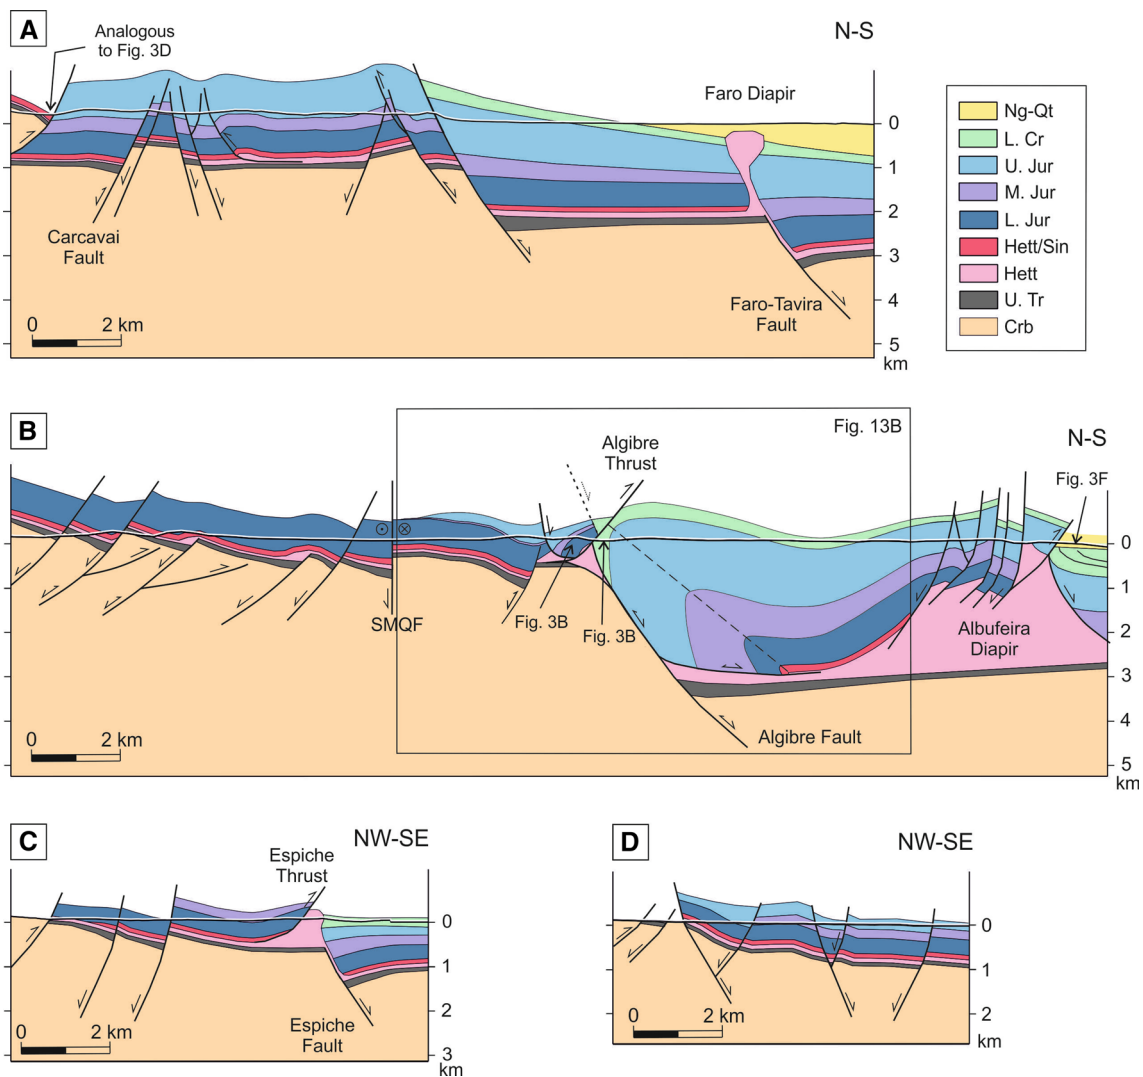 A
Analogous
to Fig. 3D
N-S
Faro Diapir
Carcavai
Fault
Faro-Tavira
Fault
0
1
2
3
4
5
km
0 2 km
Ng-Qt
L. Cr
U. Jur
M. Jur
L. Jur
Hett/Sin
Hett
U. Tr
Crb
B
Fig. 13B
N-S
Algibre
Thrust
Fig. 3F
SMQF
Fig. 3B
Fig. 3B
Albufeira
Diapir
Algibre Fault
0
1
2
3
4
5
km
0 2 km
C
NW-SE
Espiche
Thrust
Espiche
Fault
0
1
2
3
km
0 2 km
D
NW-SE
0
1
2
km
0 2 km